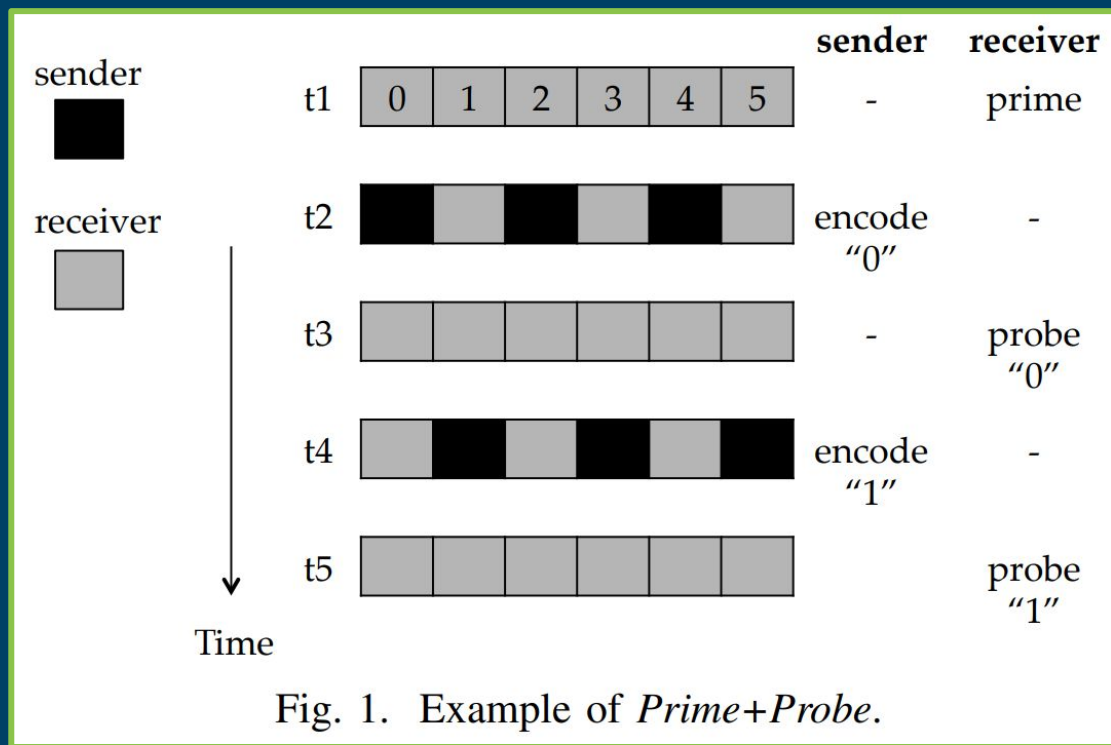 sender receiver
sender
t1 0 1 2 3 4 5 - prime
receiver
t2 encode -
“0”
t3 - probe
“0”
t4 encode -
“1”
t5 probe
“1”
Time
Fig. 1. Example of Prime+Probe.